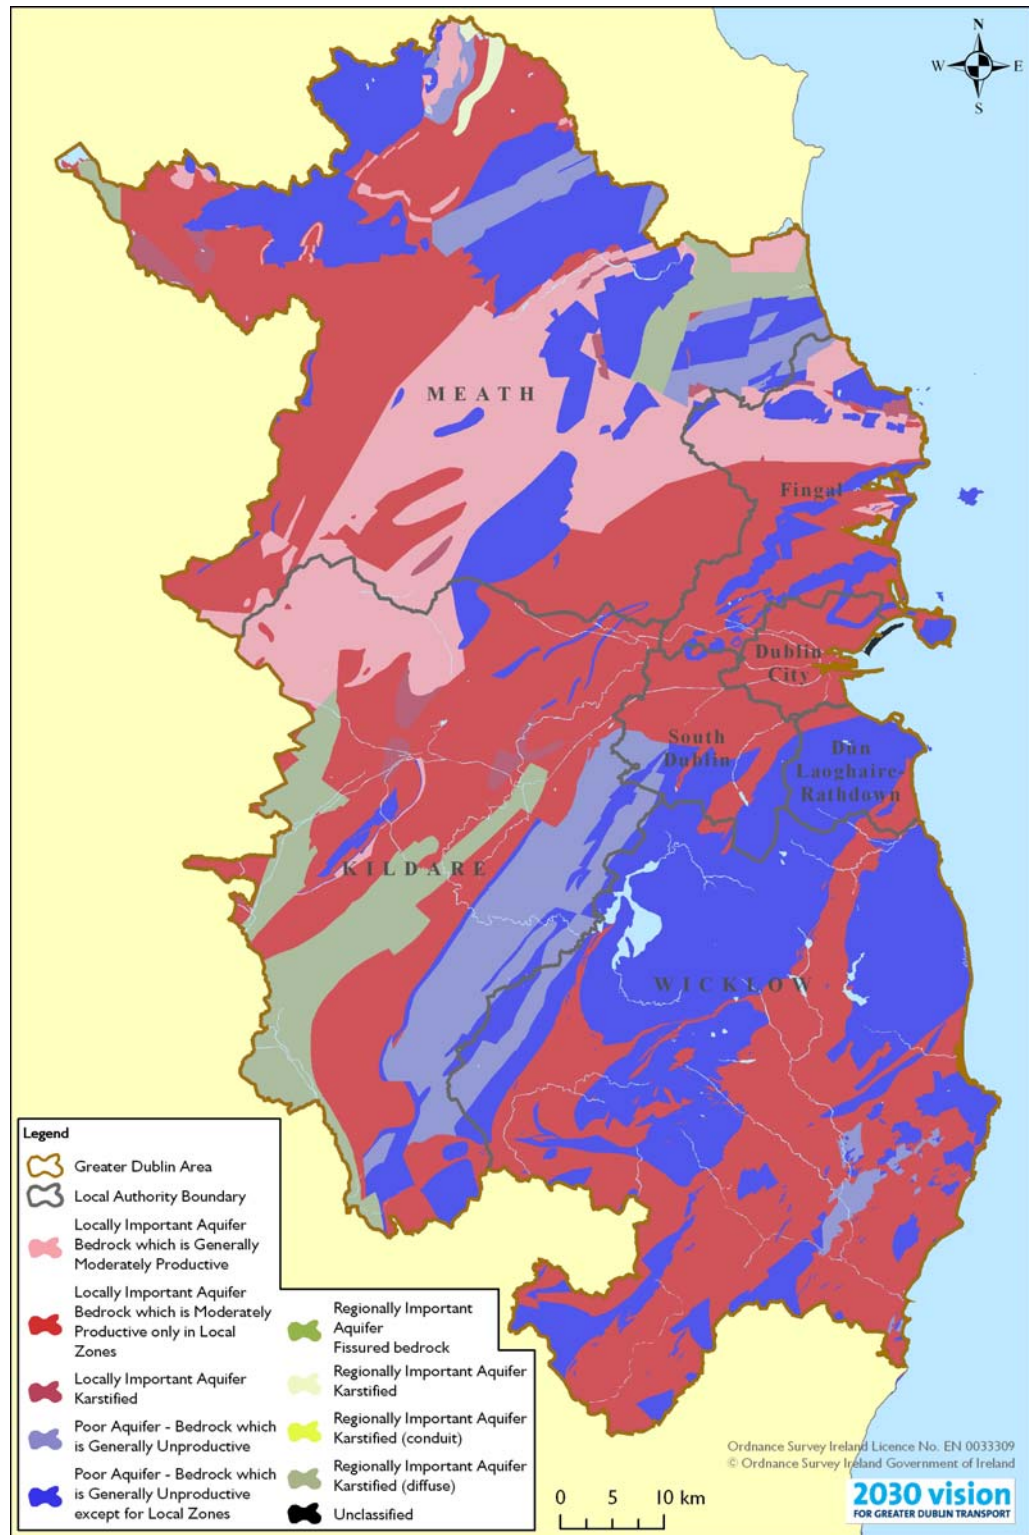 N
W E
S
MEATH
Fingal
Dublin
City
South
Dublin
Dún
Laoghaire-
Rathdown
KILDARE
WICKLOW
Legend
Greater Dublin Area
Local Authority Boundary
Locally Important Aquifer
Bedrock which is Generally
Moderately Productive
Locally Important Aquifer
Bedrock which is Moderately
Productive only in Local
Zones
Locally Important Aquifer
Karstified
Poor Aquifer - Bedrock which
is Generally Unproductive
Poor Aquifer - Bedrock which
is Generally Unproductive
except for Local Zones
Regionally Important
Aquifer
Fissured bedrock
Regionally Important Aquifer
Karstified
Regionally Important Aquifer
Karstified (conduit)
Regionally Important Aquifer
Karstified (diffuse)
Unclassified
0 5 10 km
Ordnance Survey Ireland Licence No. EN 0033309
© Ordnance Survey Ireland Government of Ireland
2030 vision
FOR GREATER DUBLIN TRANSPORT